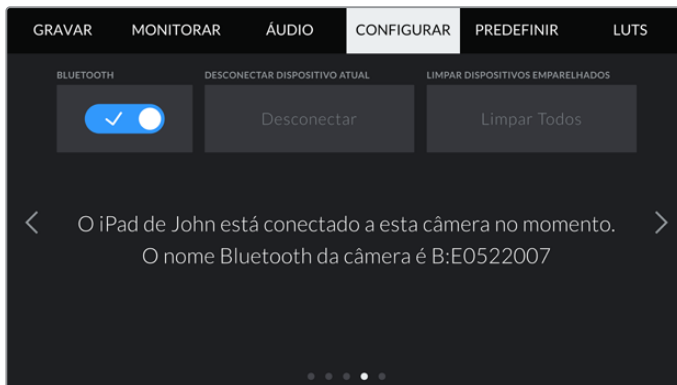 GRAVAR MONITORAR ÁUDIO CONFIGURAR PREDEFINIR LUTS
BLUETOOTH DESCONECTAR DISPOSITIVO ATUAL LIMPAR DISPOSITIVOS EMPARELHADOS
Desconectar Limpar Todos
O iPad de John está conectado a esta câmera no momento.
O nome Bluetooth da câmera é B:E0522007